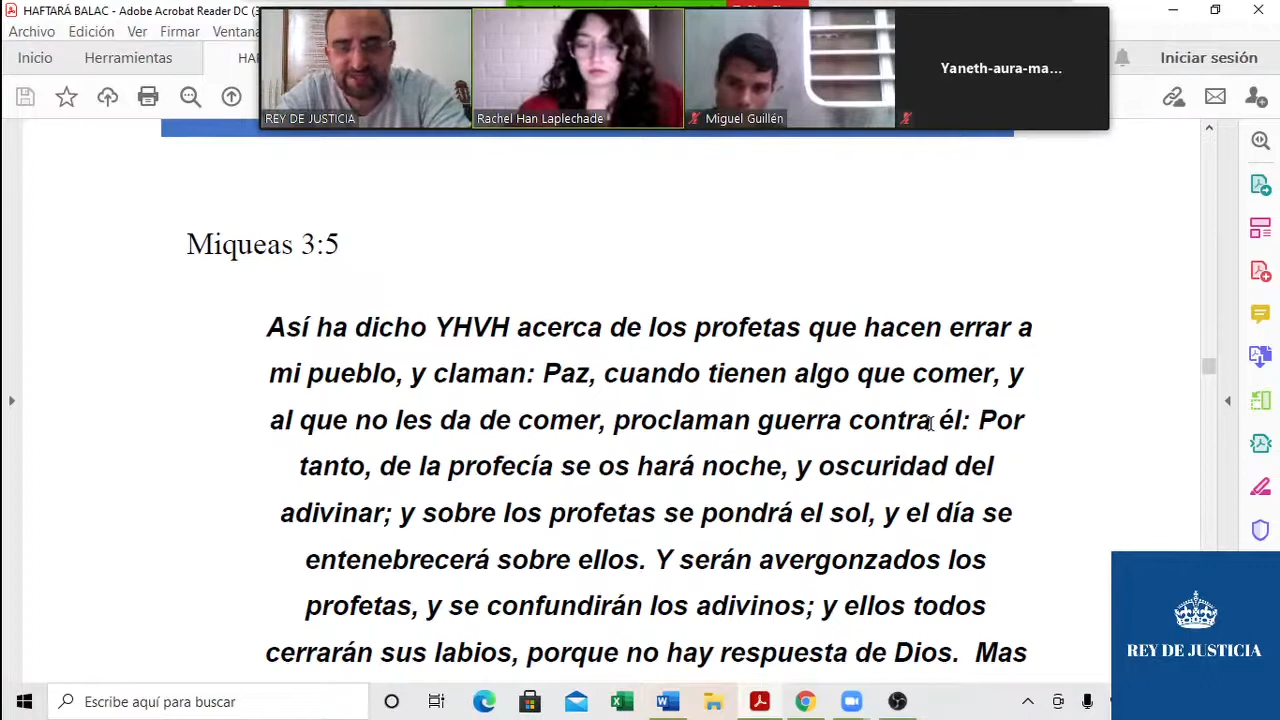 HAFTARÁ BALAC - Adobe Acrobat Reader DC (3
Archivo Edición Ver Firmar Ventana
Inicio Herramientas HAF
Iniciar sesión
REY DE JUSTICIA
Rachel Han Laplechade
Miguel Guillén
Yaneth-aura-ma...
Miqueas 3:5
Así ha dicho YHVH acerca de los profetas que hacen errar a
mi pueblo, y claman: Paz, cuando tienen algo que comer, y
al que no les da de comer, proclaman guerra contra él: Por
tanto, de la profecía se os hará noche, y oscuridad del
adivinar; y sobre los profetas se pondrá el sol, y el día se
entenebrecerá sobre ellos. Y serán avergonzados los
profetas, y se confundirán los adivinos; y ellos todos
cerrarán sus labios, porque no hay respuesta de Dios. Mas
REY DE JUSTICIA
Escribe aquí para buscar